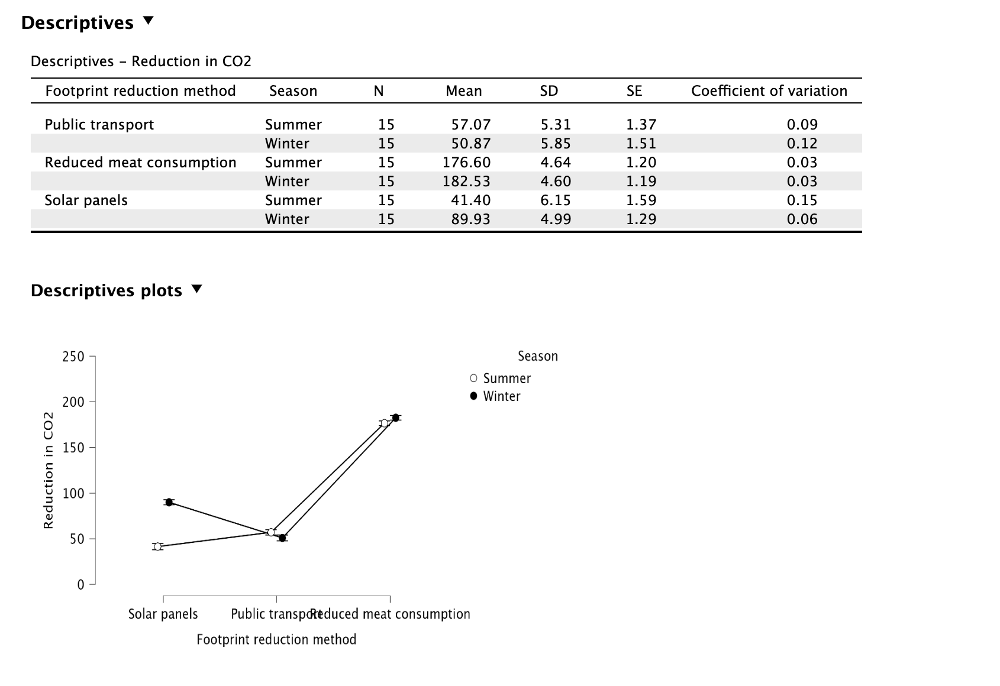 Descriptives ▼
Descriptives – Reduction in CO2
Footprint reduction method Season N Mean SD SE Coefficient of variation
Public transport Summer 15 57.07 5.31 1.37 0.09
Winter 15 50.87 5.85 1.51 0.12
Reduced meat consumption Summer 15 176.60 4.64 1.20 0.03
Winter 15 182.53 4.60 1.19 0.03
Solar panels Summer 15 41.40 6.15 1.59 0.15
Winter 15 89.93 4.99 1.29 0.06
Descriptives plots ▼
Season
Summer
Winter
250
200
150
100
50
0
Reduction in CO2
Solar panels Public transport Reduced meat consumption
Footprint reduction method